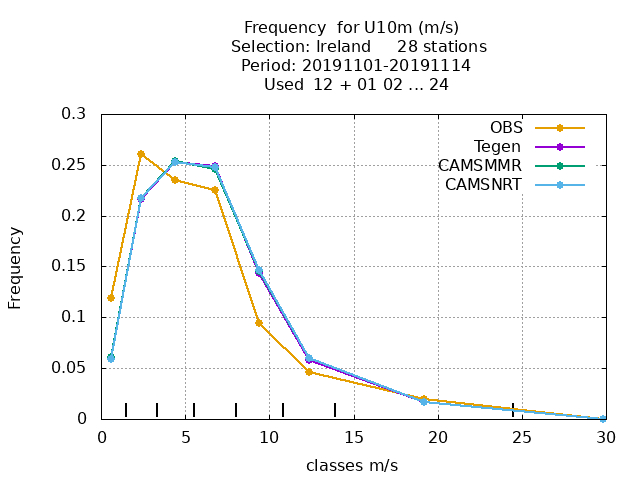 Frequency  for U10m (m/s)
Selection: Ireland     28 stations
Period: 20191101-20191114
Used  12 + 01 02 ... 24
0.3
0.25
0.2
0.15
0.1
0.05
0
Frequency
OBS
Tegen
CAMSMMR
CAMSNRT
0 5 10 15 20 25 30
classes m/s